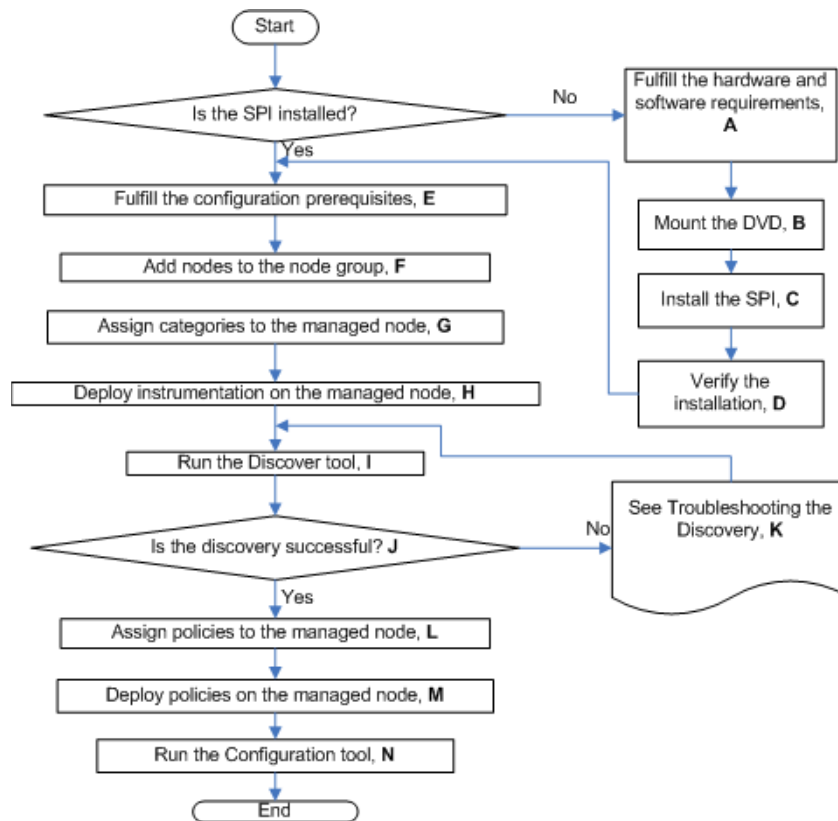 Start
Is the SPI installed?
No
Yes
Fulfill the hardware and
software requirements,
A
Mount the DVD, B
Install the SPI, C
Verify the
installation, D
Fulfill the configuration prerequisites, E
Add nodes to the node group, F
Assign categories to the managed node, G
Deploy instrumentation on the managed node, H
Run the Discover tool, I
Is the discovery successful? J
No
See Troubleshooting the
Discovery, K
Yes
Assign policies to the managed node, L
Deploy policies on the managed node, M
Run the Configuration tool, N
End